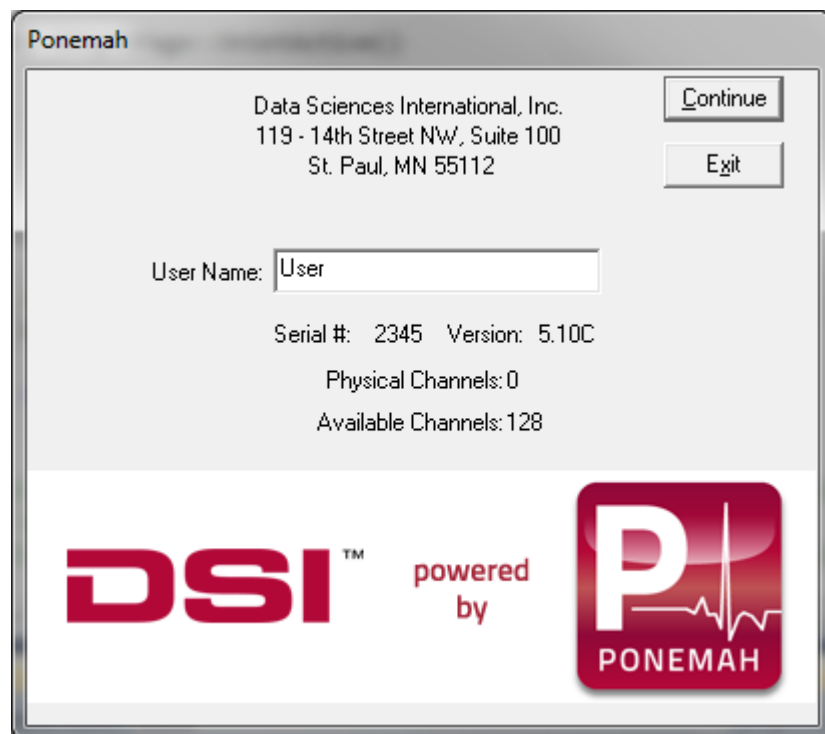 Ponemah
Data Sciences International, Inc.
119 - 14th Street NW, Suite 100
St. Paul, MN 55112
Continue
Exit
User Name: User
Serial #: 2345 Version: 5.10C
Physical Channels: 0
Available Channels: 128
DSI™
powered
by
P
PONEMAH